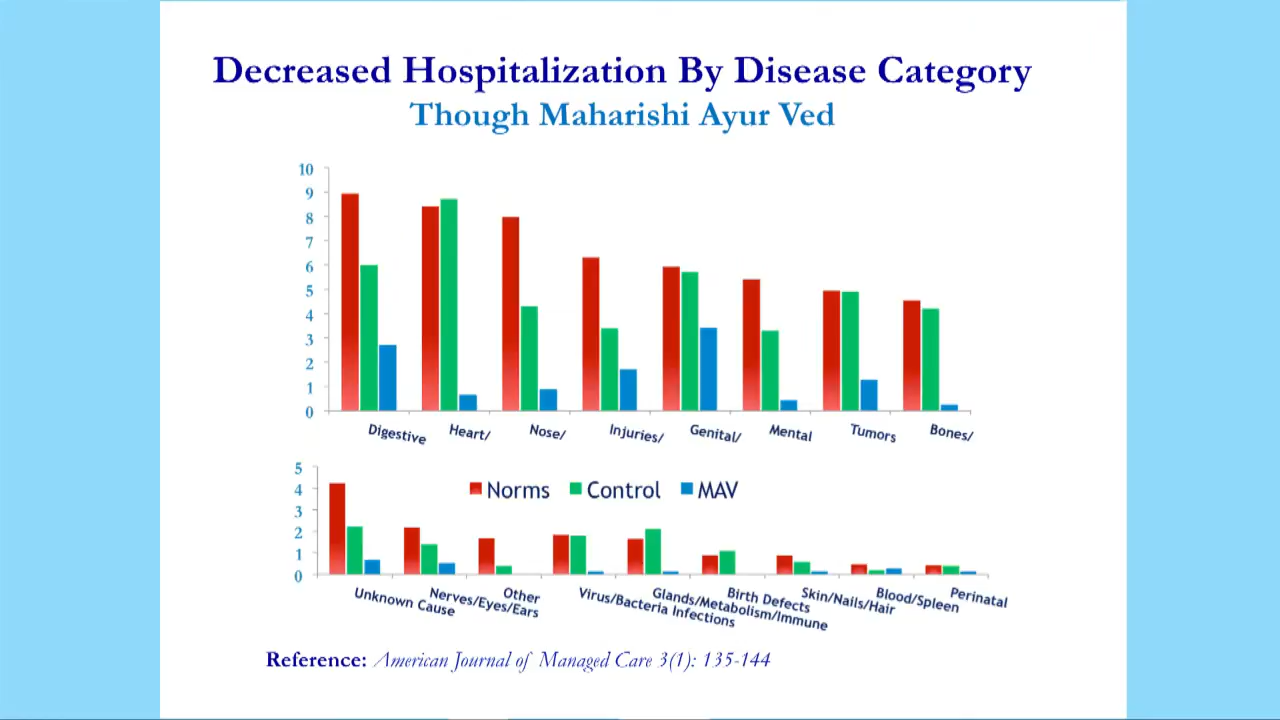 Decreased Hospitalization By Disease Category
Though Maharishi Ayur Ved
10
9
8
7
6
5
4
3
2
1
0
Digestive Heart/ Nose/ Injuries/ Genital/ Mental Tumors Bones/
5
4
3
2
1
0
Norms Control MAV
Unknown Cause
Nerves/Eyes/Ears
Other
Virus/Bacteria Infections
Glands/Metabolism/Immune
Birth Defects
Skin/Nails/Hair
Blood/Spleen
Perinatal
Reference: American Journal of Managed Care 3(1): 135-144